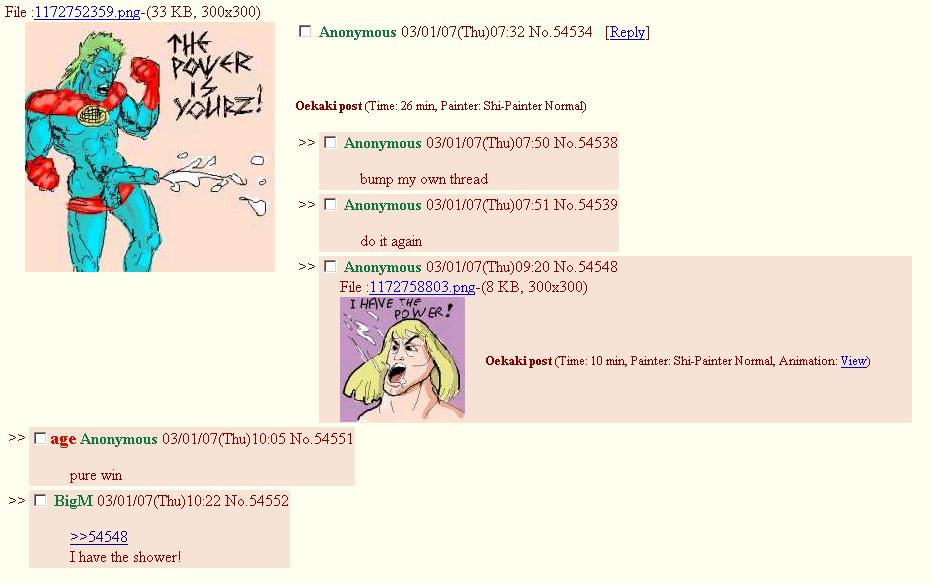 File :1172752359.png-(33 KB, 300x300)
THE
POWER
IS
YOURZ!
Anonymous 03/01/07(Thu)07:32 No.54534 [Reply]
Oekaki post (Time: 26 min, Painter: Shi-Painter Normal)
>> Anonymous 03/01/07(Thu)07:50 No.54538
bump my own thread
>> Anonymous 03/01/07(Thu)07:51 No.54539
do it again
>> Anonymous 03/01/07(Thu)09:20 No.54548
File :1172758803.png-(8 KB, 300x300)
I HAVE THE
POWER!
Oekaki post (Time: 10 min, Painter: Shi-Painter Normal, Animation: View)
>> age Anonymous 03/01/07(Thu)10:05 No.54551
pure win
>> BigM 03/01/07(Thu)10:22 No.54552
>>54548
I have the shower!